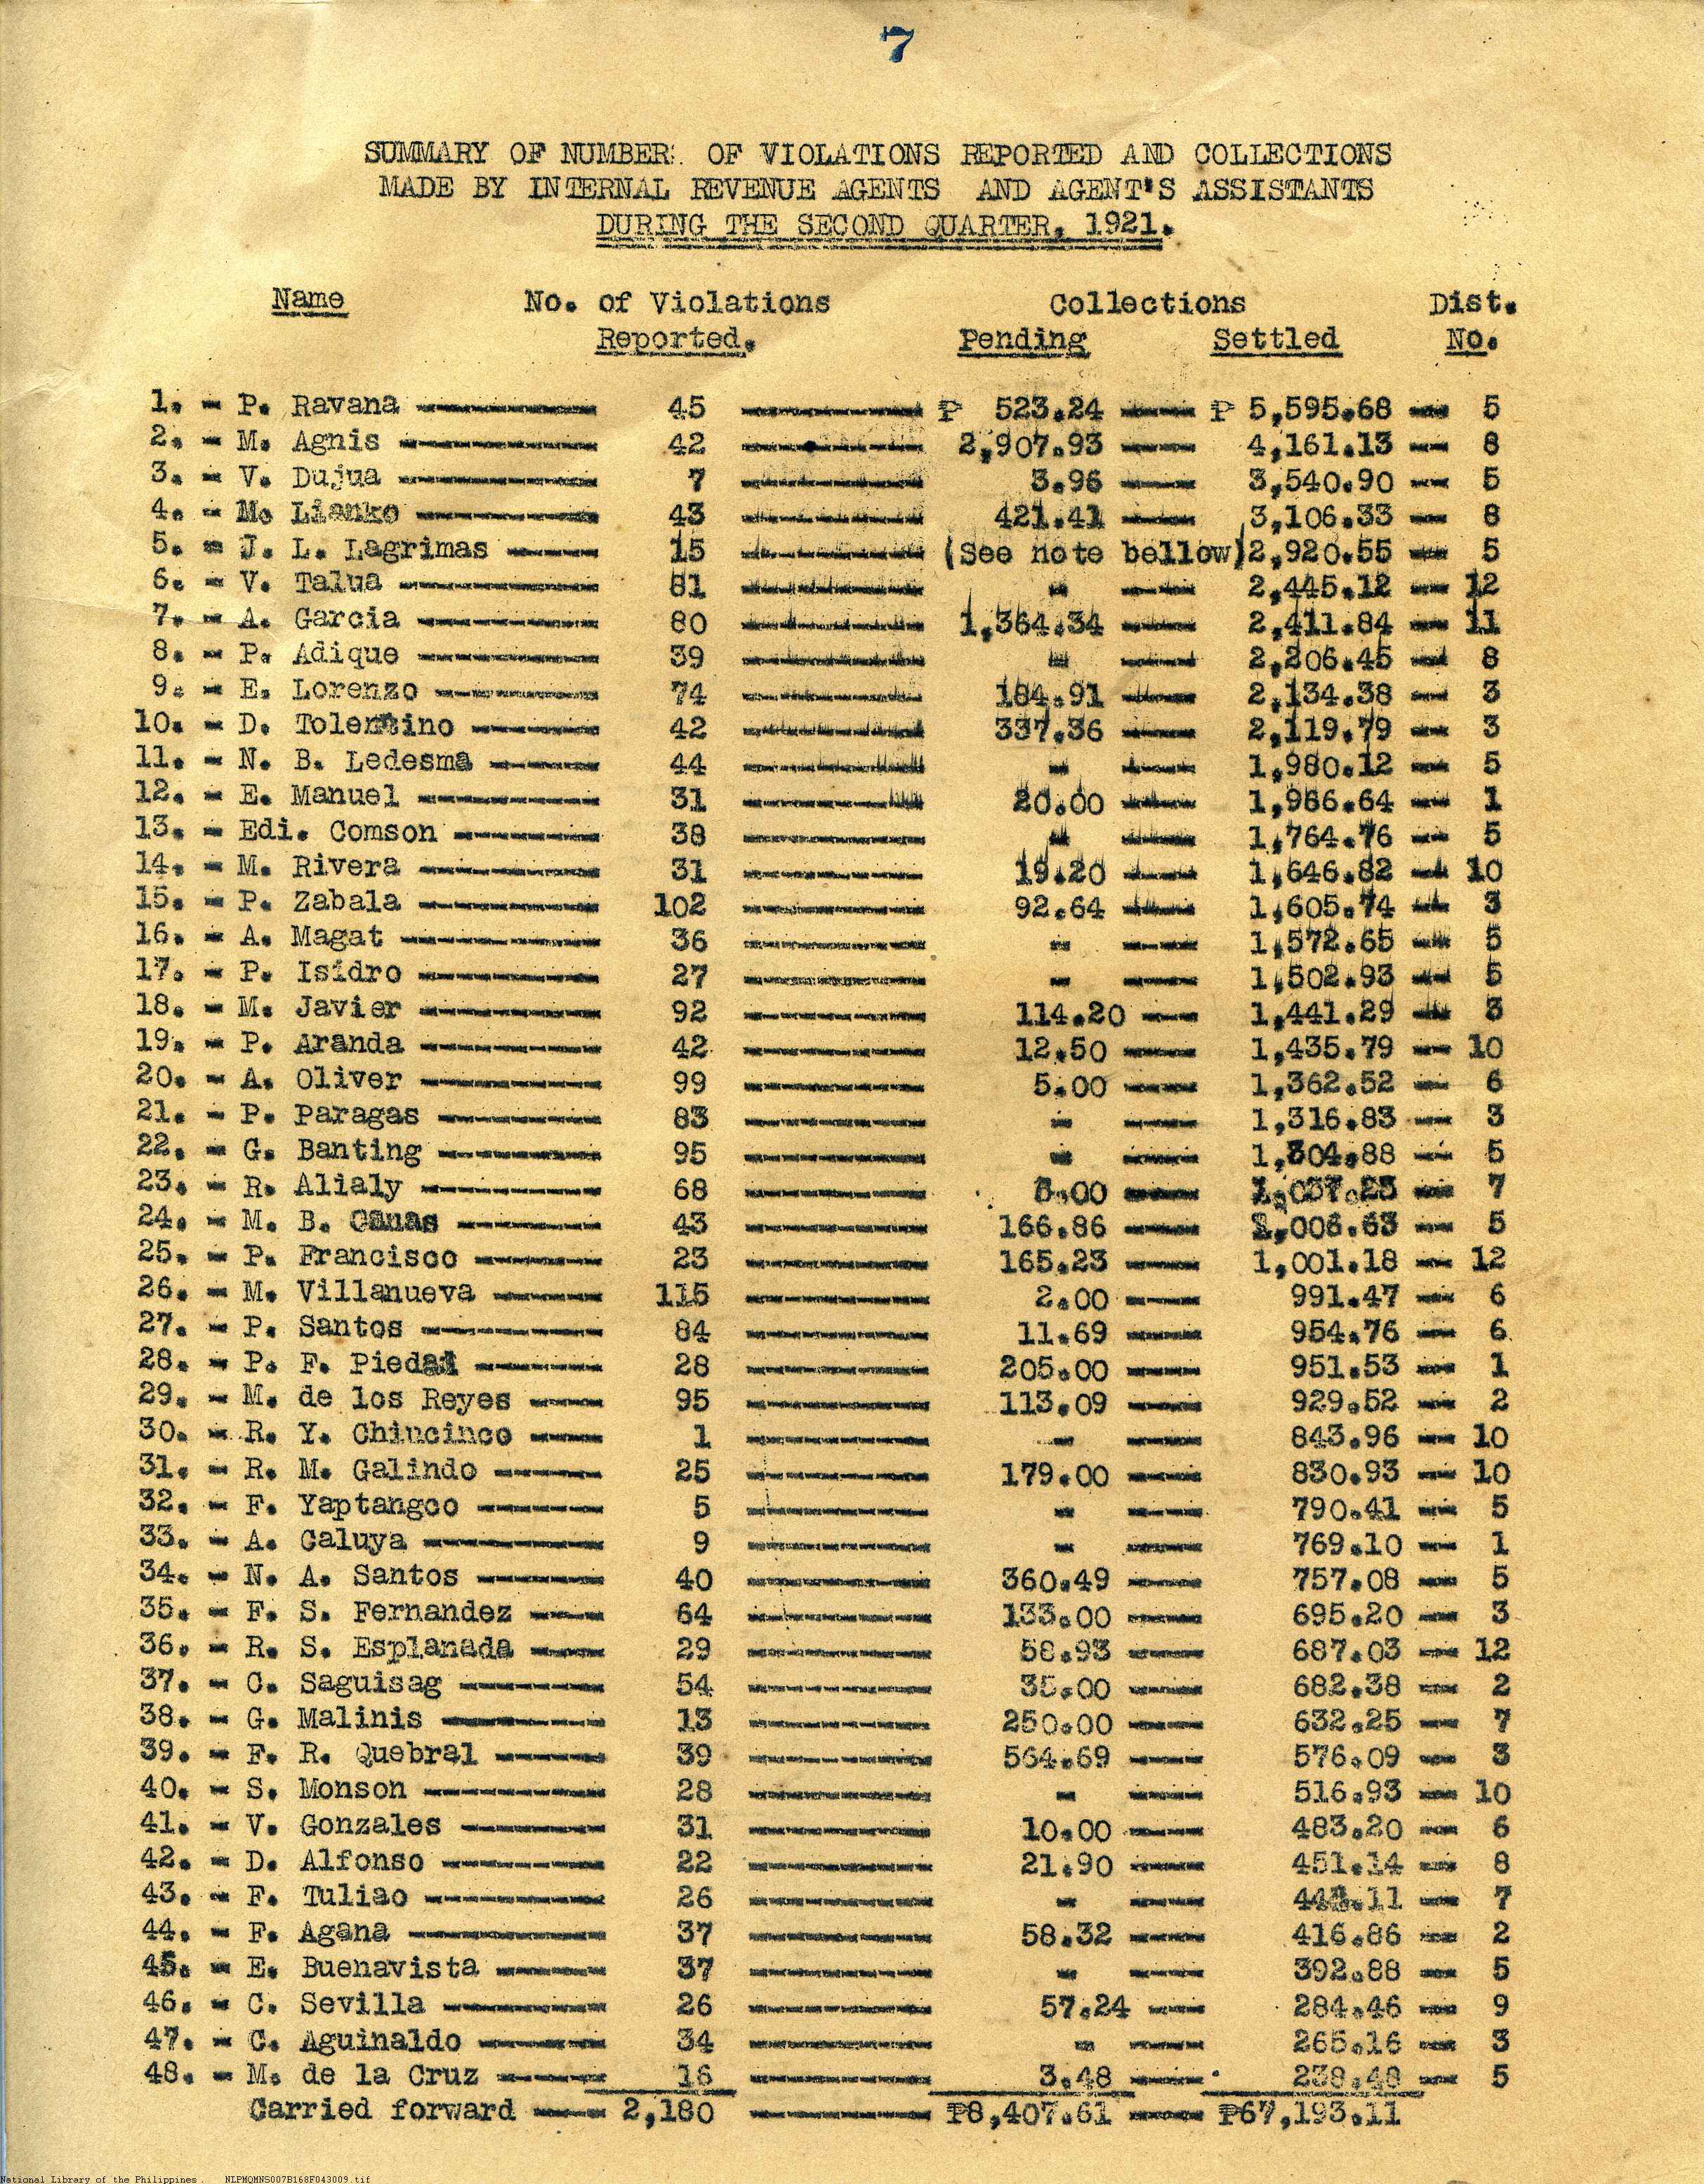 7
SUMMARY OF NUMBER: OF VIOLATIONS REPORTED AND COLLECTIONS
MADE BY INTERNAL REVENUE AGENTS AND AGENT'S ASSISTANTS
DURING THE SECOND QUARTER, 1921.
Name No. of Violations Collections Dist.
Reported. Pending Settled No.
1. - P. Ravana 45 ₱ 523.24 ₱ 5,595.68 5
2. - M. Agnis 42 2,907.93 4,161.13 8
3. - V. Dujua 7 3.96 3,540.90 5
4. - M. Lianko 43 421.41 3,106.33 8
5. - J. L. Lagrimas 15 (See note bellow) 2,920.55 5
6. - V. Talua 81 - 2,445.12 12
7. - A. Garcia 80 1,364.34 2,411.84 11
8. - P. Adique 39 - 2,206.45 8
9. - E. Lorenzo 74 184.91 2,134.38 3
10. - D. Tolentino 42 337.36 2,119.79 3
11. - N. B. Ledesma 44 - 1,980.12 5
12. - E. Manuel 31 20.00 1,966.64 1
13. - Edi. Comson 38 - 1,764.76 5
14. - M. Rivera 31 19.20 1,646.82 10
15. - P. Zabala 102 92.64 1,605.74 3
16. - A. Magat 36 - 1,572.65 5
17. - P. Isidro 27 - 1,502.93 5
18. - M. Javier 92 114.20 1,441.29 3
19. - P. Aranda 42 12.50 1,435.79 10
20. - A. Oliver 99 5.00 1,362.52 6
21. - P. Paragas 83 - 1,316.83 3
22. - G. Banting 95 - 1,304.88 5
23. - R. Alialy 68 7
24. - M. B. Canas 43 166.86 1,006.63 5
25. - P. Francisco 23 165.23 1,001.18 12
26. - M. Villanueva 115 2.00 991.47 6
27. - P. Santos 84 11.69 954.76 6
28. - P. F. Piedad 28 205.00 951.53 1
29. - M. de los Reyes 95 113.09 929.52 2
30. - R. Y. Chiucinco 1 - 843.96 10
31. - R. M. Galindo 25 179.00 830.93 10
32. - F. Yaptangco 5 - 790.41 5
33. - A. Caluya 9 - 769.10 1
34. - N. A. Santos 40 360.49 757.08 5
35. - F. S. Fernandez 64 133.00 695.20 3
36. - R. S. Esplanada 29 58.93 687.03 12
37. - C. Saguisag 54 35.00 682.38 2
38. - G. Malinis 13 250.00 632.25 7
39. - F. R. Quebral 39 564.69 576.09 3
40. - S. Monson 28 - 516.93 10
41. - V. Gonzales 31 10.00 483.20 6
42. - D. Alfonso 22 21.90 451.14 8
43. - F. Tuliao 26 - 7
44. - F. Agana 37 58.32 416.86 2
45. - E. Buenavista 37 - 392.88 5
46. - C. Sevilla 26 57.24 284.46 9
47. - C. Aguinaldo 34 - 265.16 3
48. - M. de la Cruz 16 3.48 238.48 5
Carried forward 2,180 ₱8,407.61 ₱67,193.11
National Library of the Philippines. NLPMQMNS007B168F043009.tif